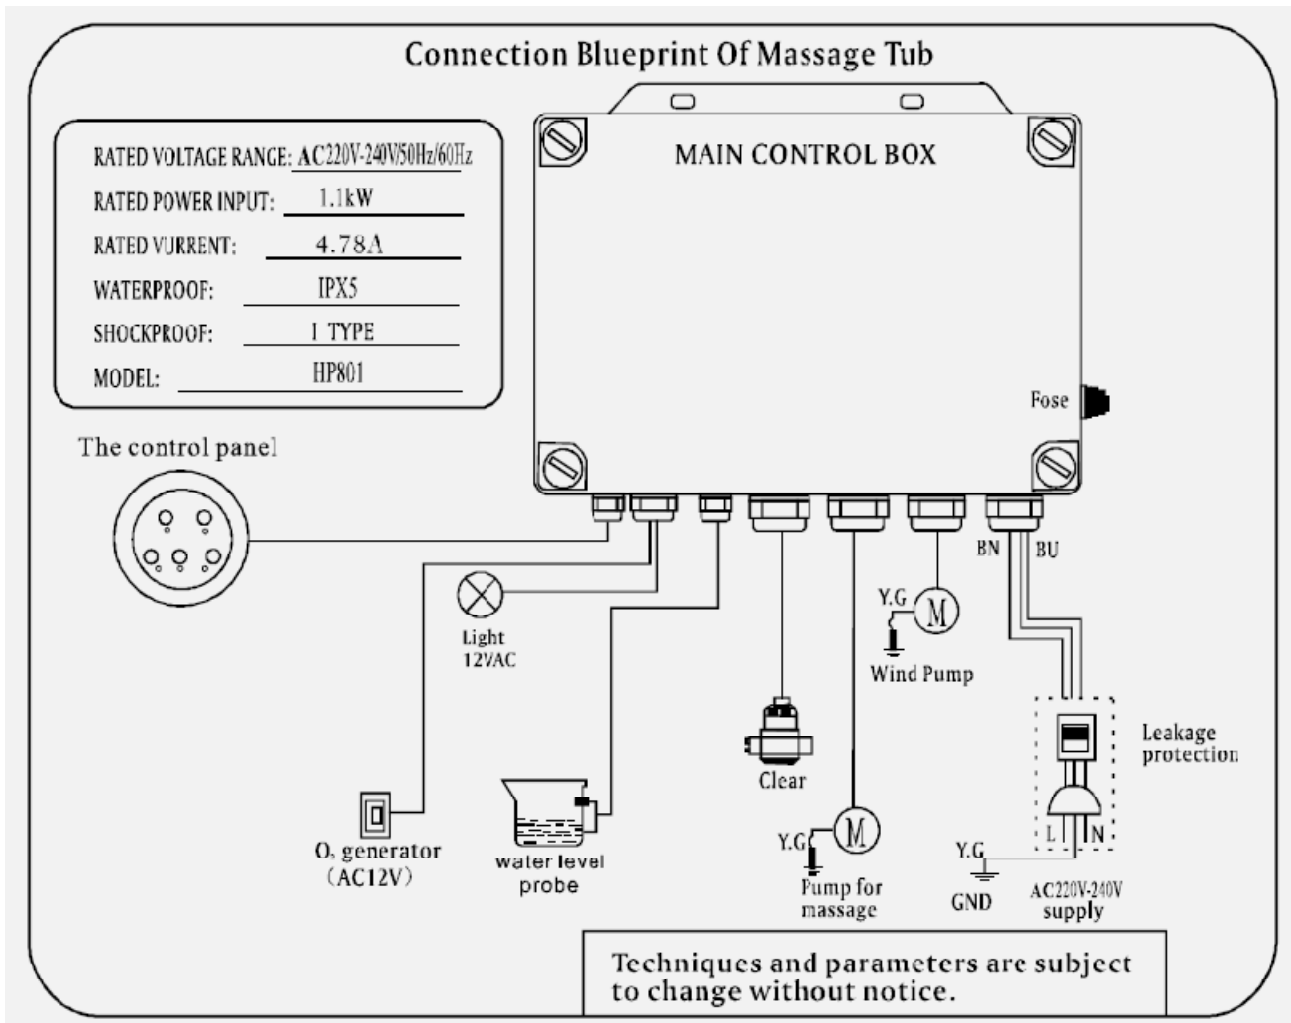 Connection Blueprint Of Massage Tub
RATED VOLTAGE RANGE: AC220V-240V/50Hz/60Hz
RATED POWER INPUT: 1.1kW
RATED VURRENT: 4.78A
WATERPROOF: IPX5
SHOCKPROOF: I TYPE
MODEL: HP801
MAIN CONTROL BOX
Fose
The control panel
BN
BU
Light
12VAC
Y.G
M
Wind Pump
Leakage
protection
Clear
O₃ generator
(AC12V)
water level
probe
Y.G
M
Pump for
massage
L
N
Y.G
GND
AC220V-240V
supply
Techniques and parameters are subject
to change without notice.